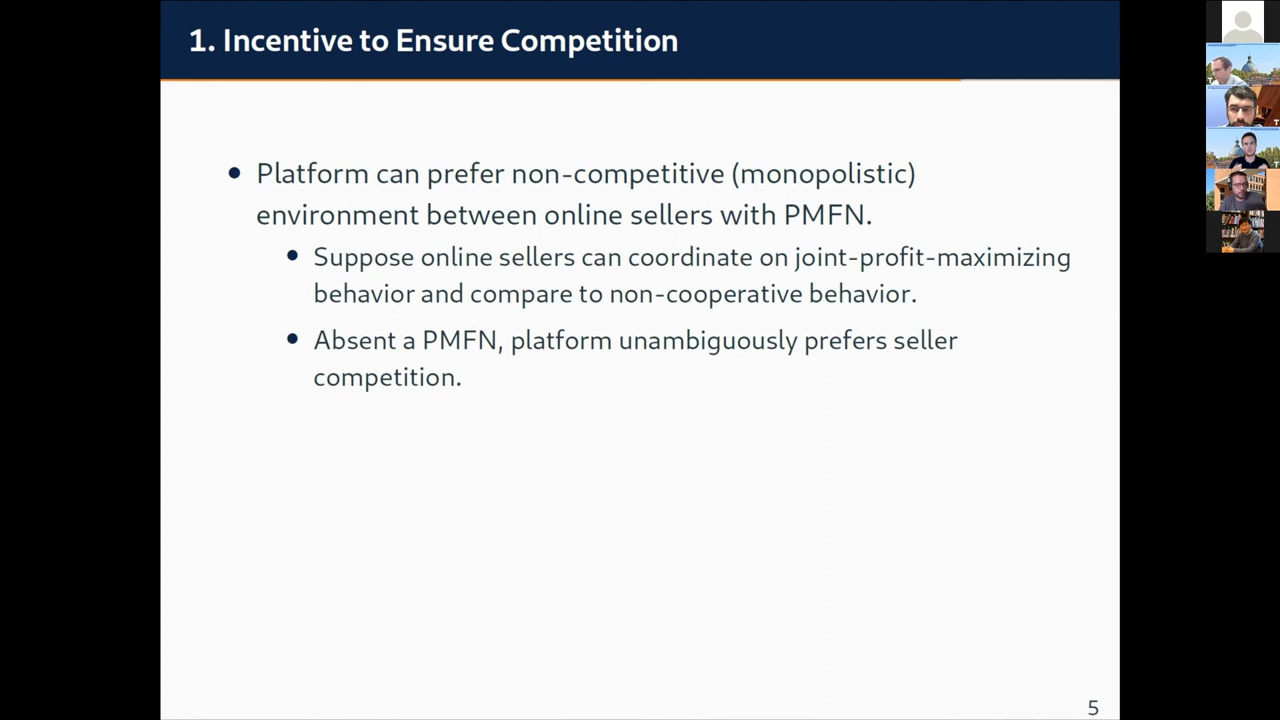 1. Incentive to Ensure Competition
• Platform can prefer non-competitive (monopolistic)
environment between online sellers with PMFN.
• Suppose online sellers can coordinate on joint-profit-maximizing
behavior and compare to non-cooperative behavior.
• Absent a PMFN, platform unambiguously prefers seller
competition.
5